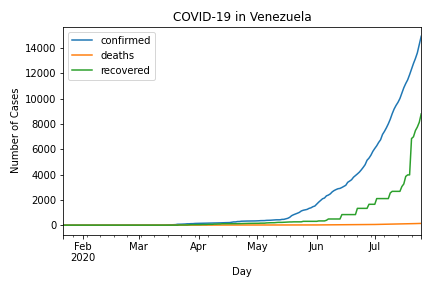 COVID-19 in Venezuela
confirmed
deaths
recovered
Number of Cases
14000
12000
10000
8000
6000
4000
2000
0
Feb Mar Apr May Jun Jul
2020
Day